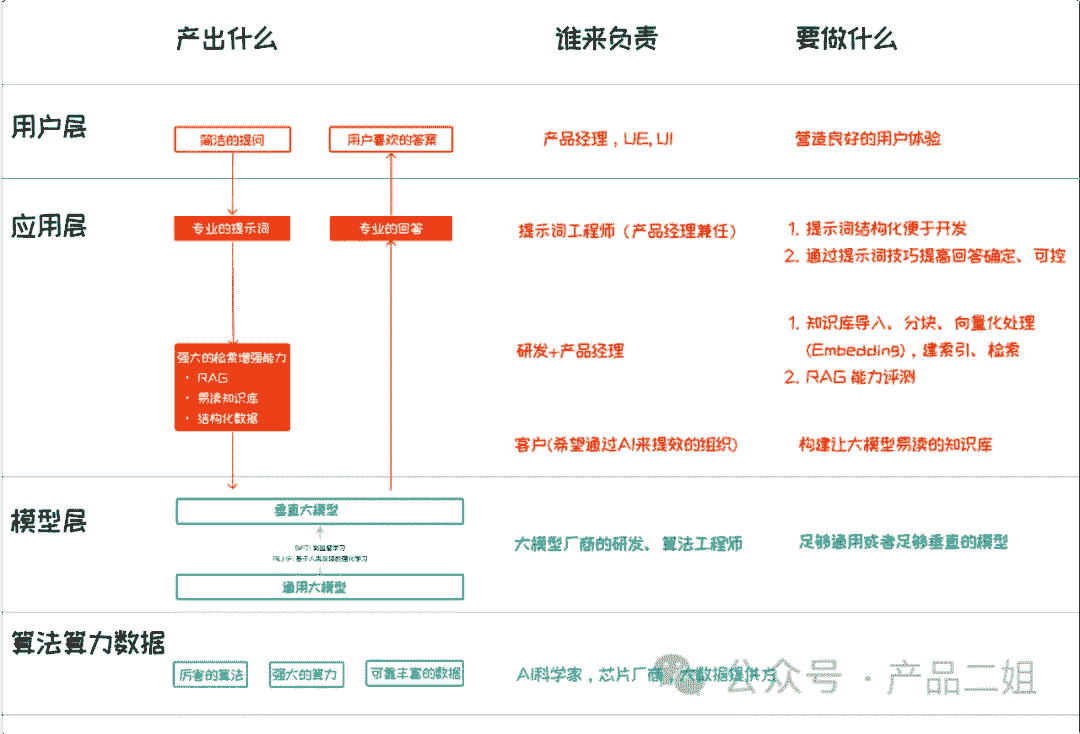 产出什么
谁来负责
要做什么
用户层
简洁的提问
用户喜欢的答案
产品经理，UE, UI
营造良好的用户体验
应用层
专业的提示词
专业的回答
提示词工程师（产品经理兼任）
1. 提示词结构化便于开发
2. 通过提示词技巧提高回答确定、可控
强大的检索增强能力
· RAG
· 易读知识库
· 结构化数据
研发+产品经理
1. 知识库导入、分块、向量化处理
(Embedding)，建索引、检索
2. RAG 能力评测
客户(希望通过AI来提效的组织)
构建让大模型易读的知识库
模型层
垂直大模型
RLHF: 基于人类反馈的强化学习
通用大模型
大模型厂商的研发、算法工程师
足够通用或者足够垂直的模型
算法算力数据
厉害的算法
强大的算力
可靠丰富的数据
AI科学家，芯片厂商，大数据提供方
公众号 · 产品二姐